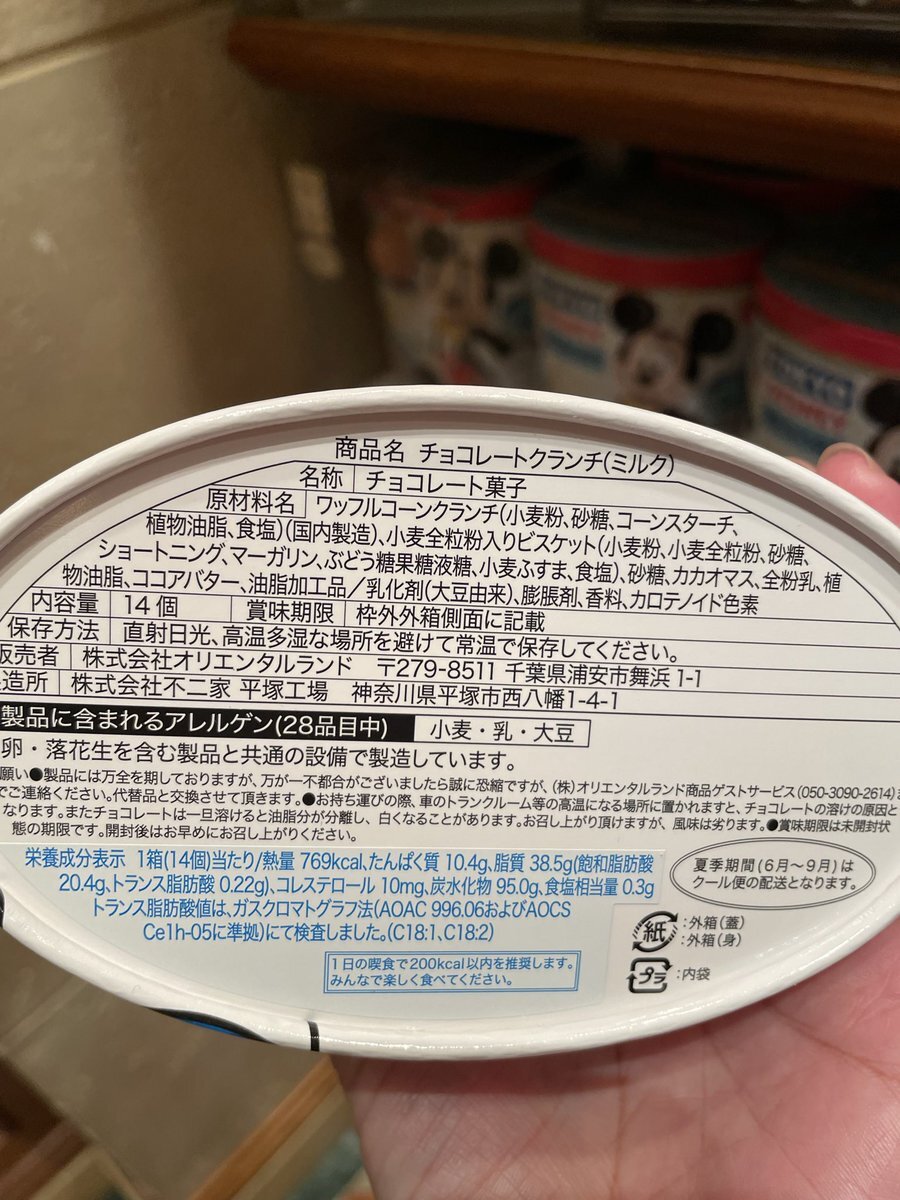 商品名 チョコレートクランチ(ミルク)
名称 チョコレート菓子
原材料名 ワッフルコーンクランチ(小麦粉、砂糖、コーンスターチ、
植物油脂、食塩)(国内製造)、小麦全粒粉入りビスケット(小麦粉、小麦全粒粉、砂糖、
ショートニング、マーガリン、ぶどう糖果糖液糖、小麦ふすま、食塩)、砂糖、カカオマス、全粉乳、植
物油脂、ココアバター、油脂加工品/乳化剤(大豆由来)、膨脹剤、香料、カロテノイド色素
内容量 14個 賞味期限 枠外外箱側面に記載
保存方法 直射日光、高温多湿な場所を避けて常温で保存してください。
販売者 株式会社オリエンタルランド 〒279-8511 千葉県浦安市舞浜1-1
造所 株式会社不二家 平塚工場 神奈川県平塚市西八幡1-4-1
製品に含まれるアレルゲン(28品目中) 小麦・乳・大豆
卵・落花生を含む製品と共通の設備で製造しています。
願い●製品には万全を期しておりますが、万が一不都合がございましたら誠に恐縮ですが、(株)オリエンタルランド商品ゲストサービス(050-3090-2614)ま
でご連絡ください。代替品と交換させて頂きます。●お持ち運びの際、車のトランクルーム等の高温になる場所に置かれますと、チョコレートの溶けの原因と
なります。またチョコレートは一旦溶けると油脂分が分離し、白くなることがあります。お召し上がり頂けますが、風味は劣ります。●賞味期限は未開封状
態の期限です。開封後はお早めにお召し上がりください。
栄養成分表示 1箱(14個)当たり/熱量 769kcal、たんぱく質 10.4g、脂質 38.5g(飽和脂肪酸
20.4g、トランス脂肪酸 0.22g)、コレステロール 10mg、炭水化物 95.0g、食塩相当量 0.3g
トランス脂肪酸値は、ガスクロマトグラフ法(AOAC 996.06およびAOCS
Ce1h-05に準拠)にて検査しました。(C18:1、C18:2)
夏季期間(6月~9月)は
クール便の配送となります。
紙 :外箱(蓋)
:外箱(身)
プラ :内袋
1日の喫食で200kcal以内を推奨します。
みんなで楽しく食べてください。